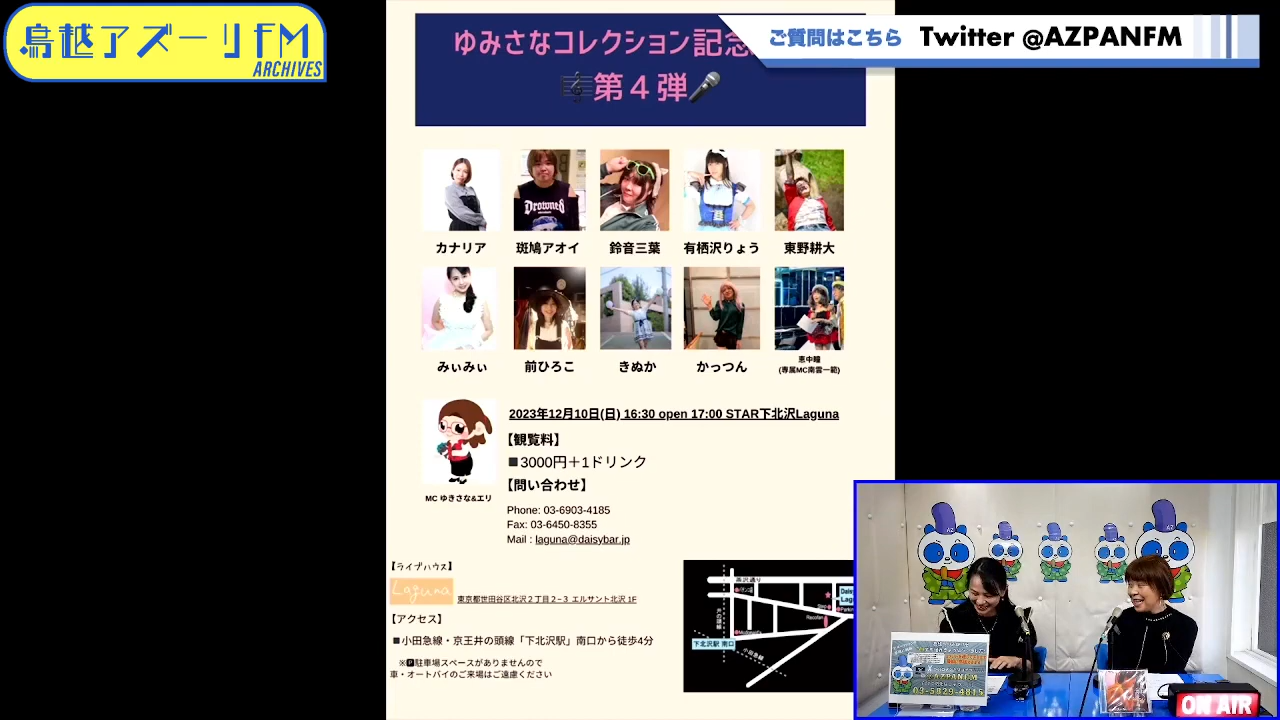 鳥越アズーリFM
ARCHIVES
ご質問はこちら Twitter @AZPANFM
ゆみさなコレクション記念
第４弾
Drowned
カナリア
斑鳩アオイ
鈴音三葉
有栖沢りょう
東野耕大
みぃみぃ
前ひろこ
きぬか
かっつん
恵中瞳
(専属MC南雲一範)
2023年12月10日(日) 16:30 open 17:00 STAR下北沢Laguna
【観覧料】
■3000円＋1ドリンク
【問い合わせ】
MC ゆきさな&エリ
Phone: 03-6903-4185
Fax: 03-6450-8355
Mail : laguna@daisybar.jp
【ライブハウス】
Laguna
東京都世田谷区北沢２丁目２−３ エルサント北沢 1F
【アクセス】
■小田急線・京王井の頭線「下北沢駅」南口から徒歩4分
※🅿駐車場スペースがありませんので
車・オートバイのご来場はご遠慮ください
下北沢駅 南口
小田急線
@AZPANFM
03-5829-4815
ON AIR